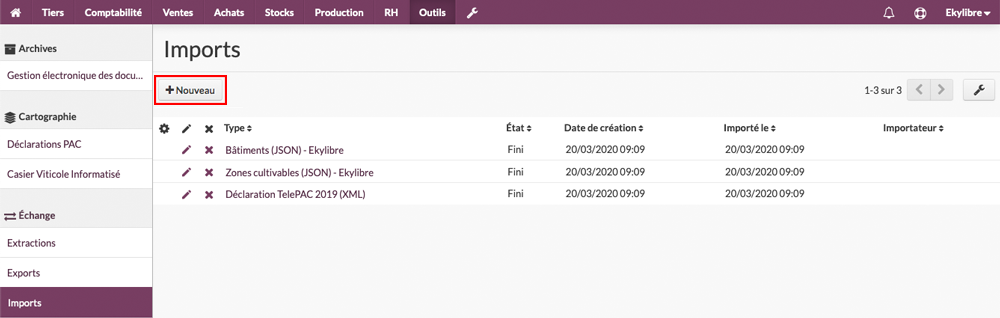 Tiers Comptabilité Ventes Achats Stocks Production RH Outils Ekylibre
Archives
Gestion électronique des docu...
Cartographie
Déclarations PAC
Casier Viticole Informatisé
Échange
Extractions
Exports
Imports
Imports
Nouveau
1-3 sur 3
Type État Date de création Importé le Importateur
Bâtiments (JSON) - Ekylibre Fini 20/03/2020 09:09 20/03/2020 09:09
Zones cultivables (JSON) - Ekylibre Fini 20/03/2020 09:09 20/03/2020 09:09
Déclaration TelePAC 2019 (XML) Fini 20/03/2020 09:09 20/03/2020 09:09